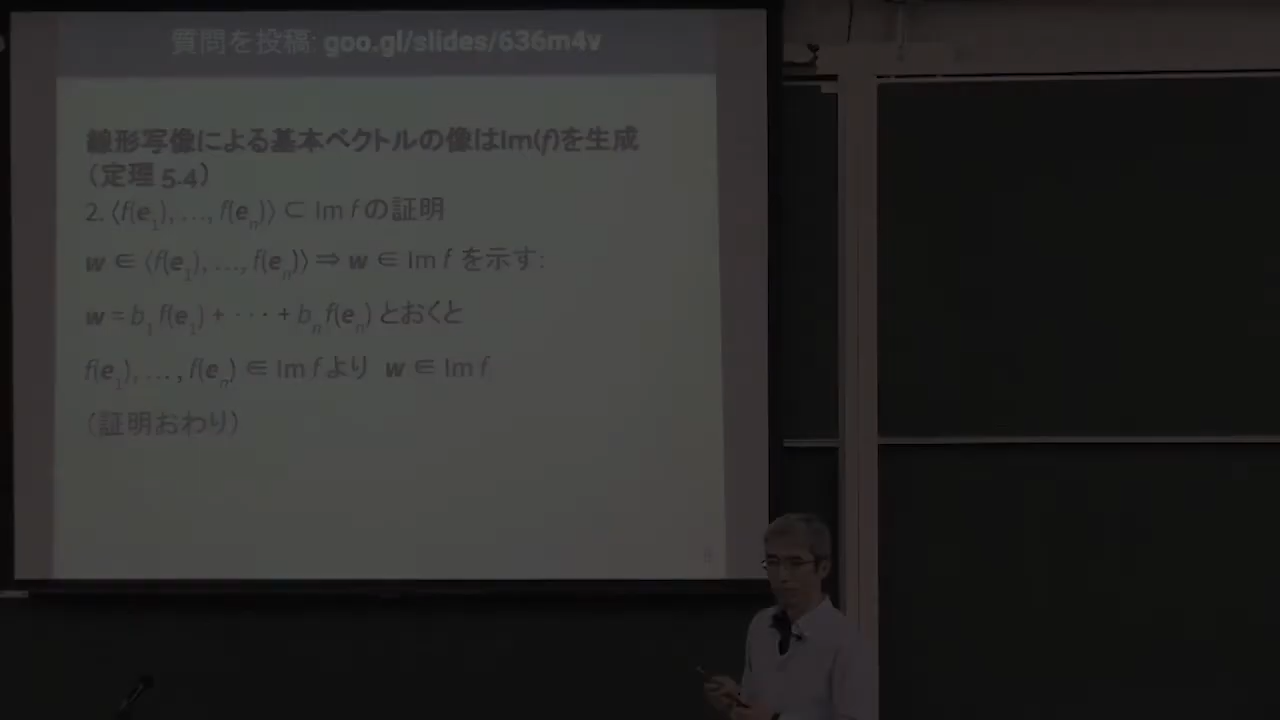 質問を投稿: goo.gl/slides/636m4v
線形写像による基本ベクトルの像はIm(f)を生成
（定理 5.4）
2. ⟨f(e₁), …, f(eₙ)⟩ ⊂ Im f の証明
w ∈ ⟨f(e₁), …, f(eₙ)⟩ ⇒ w ∈ Im f を示す:
w = b₁ f(e₁) + ··· + bₙ f(eₙ) とおくと
f(e₁), … , f(eₙ) ∈ Im f より w ∈ Im f
（証明おわり）